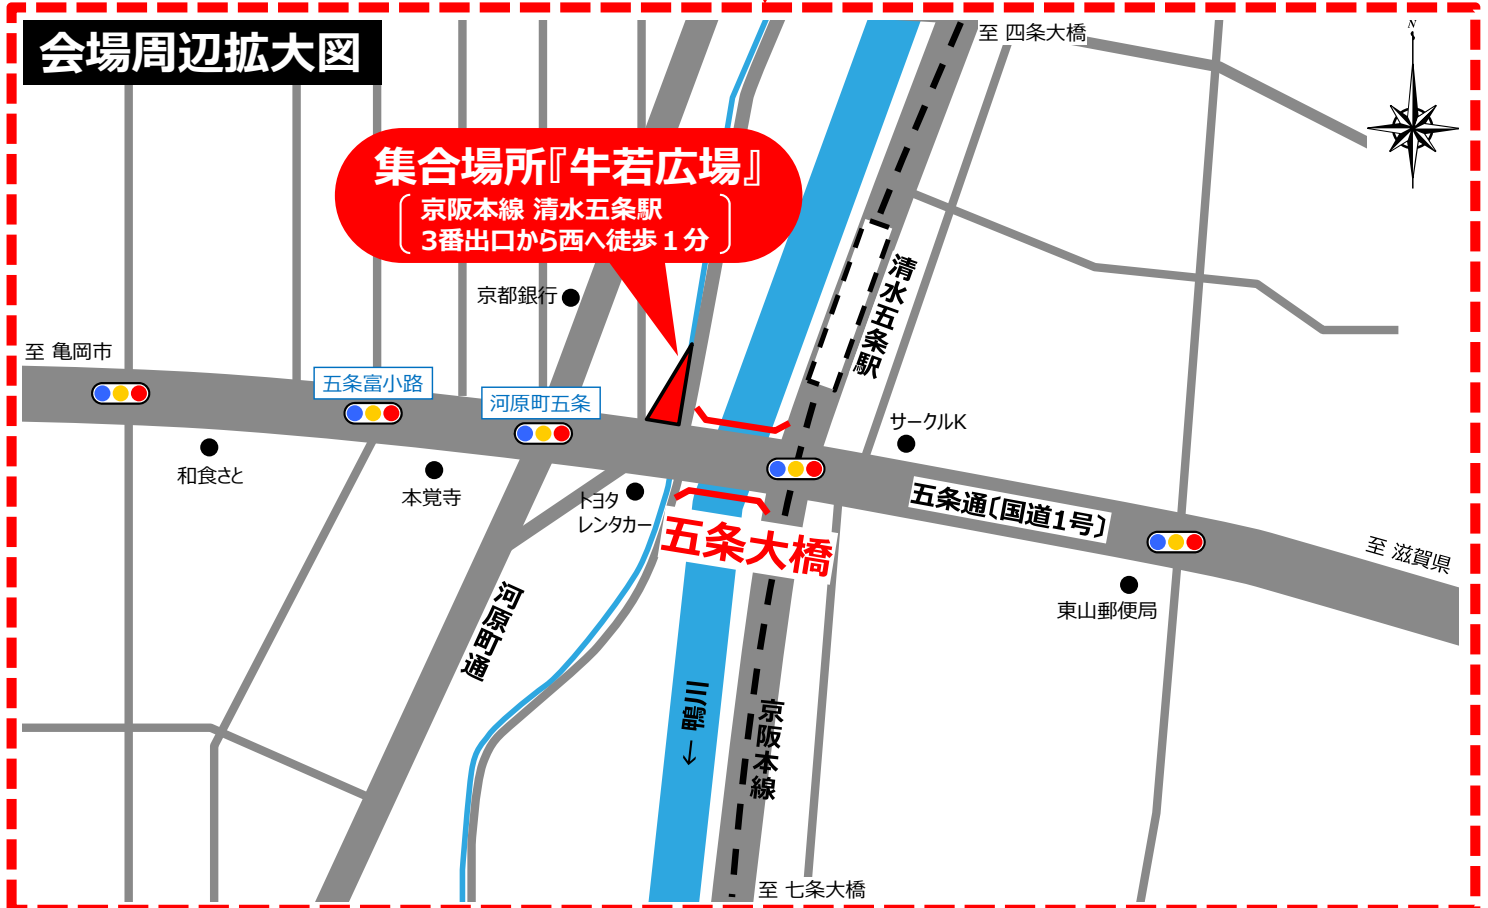 会場周辺拡大図
N
至 四条大橋
集合場所『牛若広場』
京阪本線 清水五条駅
3番出口から西へ徒歩1分
京都銀行
清水五条駅
至 亀岡市
五条富小路
河原町五条
サークルK
和食さと
本覚寺
トヨタ
レンタカー
五条通〔国道1号〕
五条大橋
至 滋賀県
東山郵便局
河原町通
← 鴨川
京阪本線
至 七条大橋